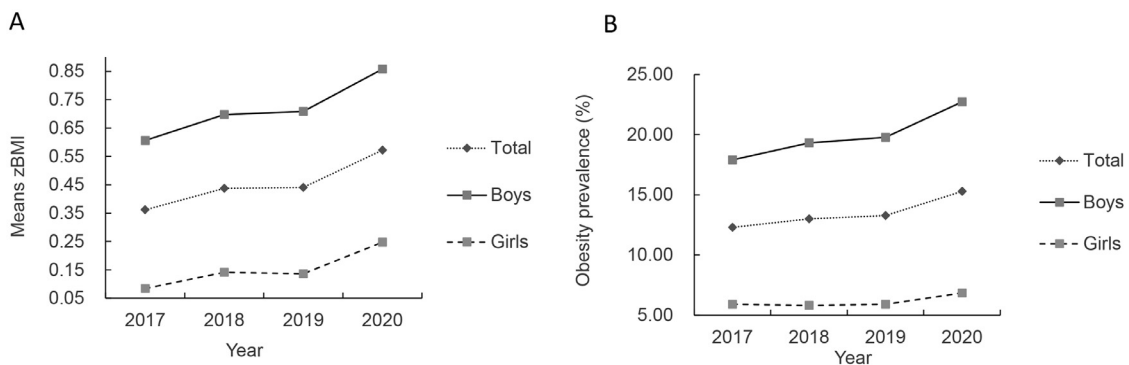 A
Means zBMI
0.85
0.75
0.65
0.55
0.45
0.35
0.25
0.15
0.05
2017 2018 2019 2020
Year
Total
Boys
Girls
B
Obesity prevalence (%)
25.00
20.00
15.00
10.00
5.00
2017 2018 2019 2020
Year
Total
Boys
Girls